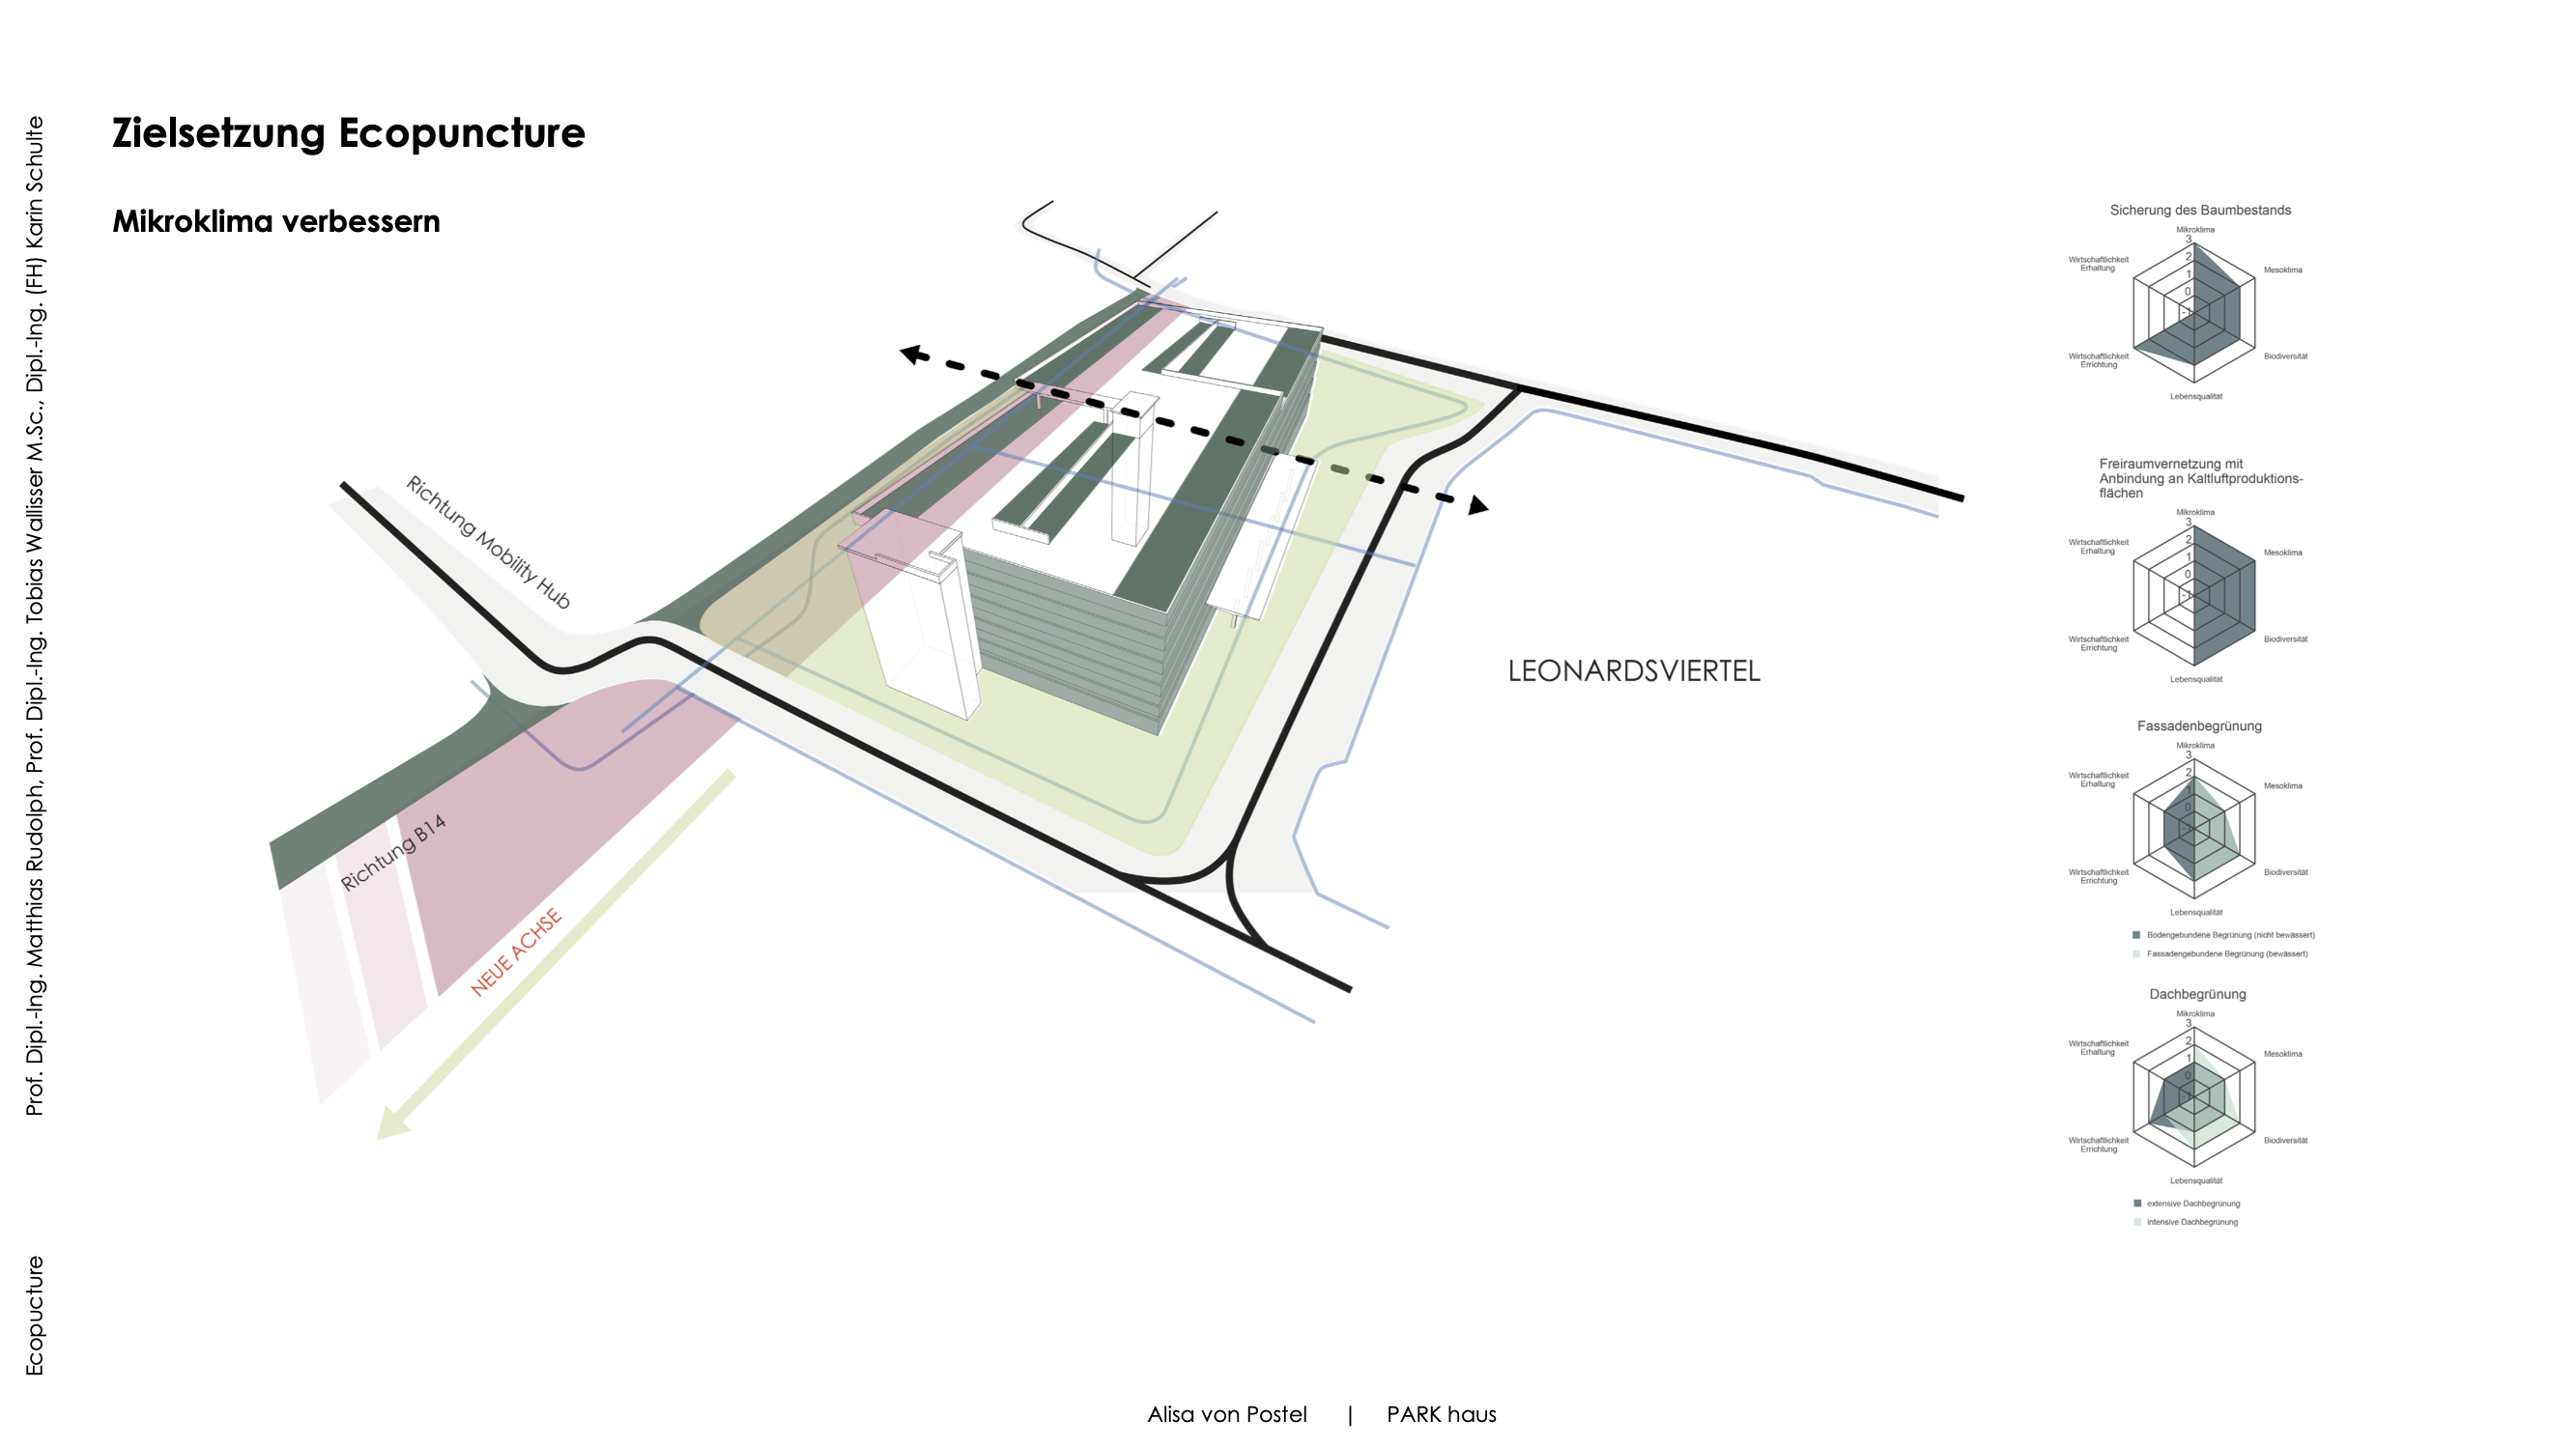 Zielsetzung Ecopuncture
Mikroklima verbessern
Prof. Dipl.-Ing. Matthias Rudolph, Prof. Dipl.-Ing. Tobias Wallisser M.Sc., Dipl.-Ing. (FH) Karin Schulte
Ecopucture
Richtung Mobility Hub
Richtung B14
NEUE ACHSE
LEONARDSVIERTEL
Sicherung des Baumbestands
Mikroklima
3
2
1
0
-1
Wirtschaftlichkeit
Erhaltung
Mesoklima
Wirtschaftlichkeit
Errichtung
Biodiversität
Lebensqualität
Freiraumvernetzung mit
Anbindung an Kaltluftproduktions-
flächen
Mikroklima
3
2
1
0
-1
Wirtschaftlichkeit
Erhaltung
Mesoklima
Wirtschaftlichkeit
Errichtung
Biodiversität
Lebensqualität
Fassadenbegrünung
Mikroklima
3
2
1
0
-1
Wirtschaftlichkeit
Erhaltung
Mesoklima
Wirtschaftlichkeit
Errichtung
Biodiversität
Lebensqualität
Bodengebundene Begrünung (nicht bewässert)
Fassadengebundene Begrünung (bewässert)
Dachbegrünung
Mikroklima
3
2
1
0
-1
Wirtschaftlichkeit
Erhaltung
Mesoklima
Wirtschaftlichkeit
Errichtung
Biodiversität
Lebensqualität
extensive Dachbegrünung
intensive Dachbegrünung
Alisa von Postel | PARK haus